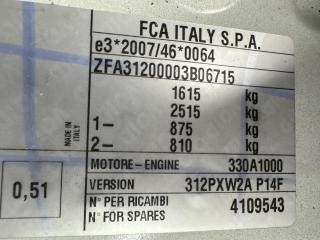 FCA ITALY S.P.A.
e3*2007/46*0064
ZFA31200003B06715
1615 kg
2515 kg
1- 875 kg
2- 810 kg
MADE IN ITALY
MOTORE-ENGINE 330A1000
0,51
VERSION 312PXW2A P14F
N° PER RICAMBI
N° FOR SPARES 4109543